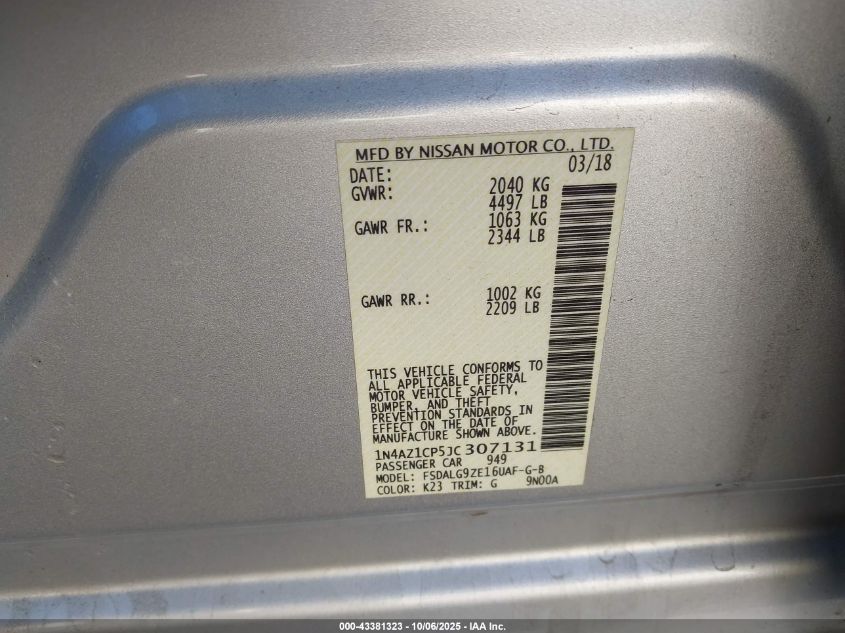 MFD BY NISSAN MOTOR CO., LTD.
DATE: 03/18
GVWR: 2040 KG
4497 LB
GAWR FR.: 1063 KG
2344 LB
GAWR RR.: 1002 KG
2209 LB
THIS VEHICLE CONFORMS TO
ALL APPLICABLE FEDERAL
MOTOR VEHICLE SAFETY,
BUMPER, AND THEFT
PREVENTION STANDARDS IN
EFFECT ON THE DATE OF
MANUFACTURE SHOWN ABOVE.
1N4AZ1CP5JC307131
PASSENGER CAR 949
MODEL: FSDALG9ZE16UAF-G-B
COLOR: K23 TRIM: G 9N00A
000-43381323 - 10/06/2025 - IAA Inc.